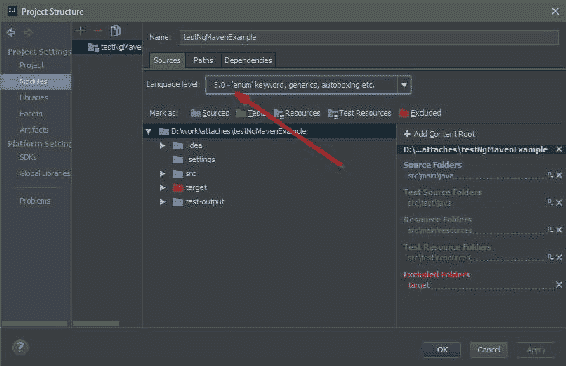 Project Structure
Name: testNgMavenExample
testNgMaven
Project Settings
Project
Modules
Libraries
Facets
Artifacts
Platform Settings
SDKs
Global Libraries
Problems
Sources Paths Dependencies
Language level: 5.0 - 'enum' keyword, generics, autoboxing etc.
Mark as: Sources Tests Resources Test Resources Excluded
D:\work\attaches\testNgMavenExample
.idea
.settings
src
target
test-output
+ Add Content Root
D:\...attaches\testNgMavenExample
Source Folders
src\main\java
Test Source Folders
src\test\java
Resource Folders
src\main\resources
Test Resource Folders
src\test\resources
Excluded Folders
target
? OK Cancel Apply